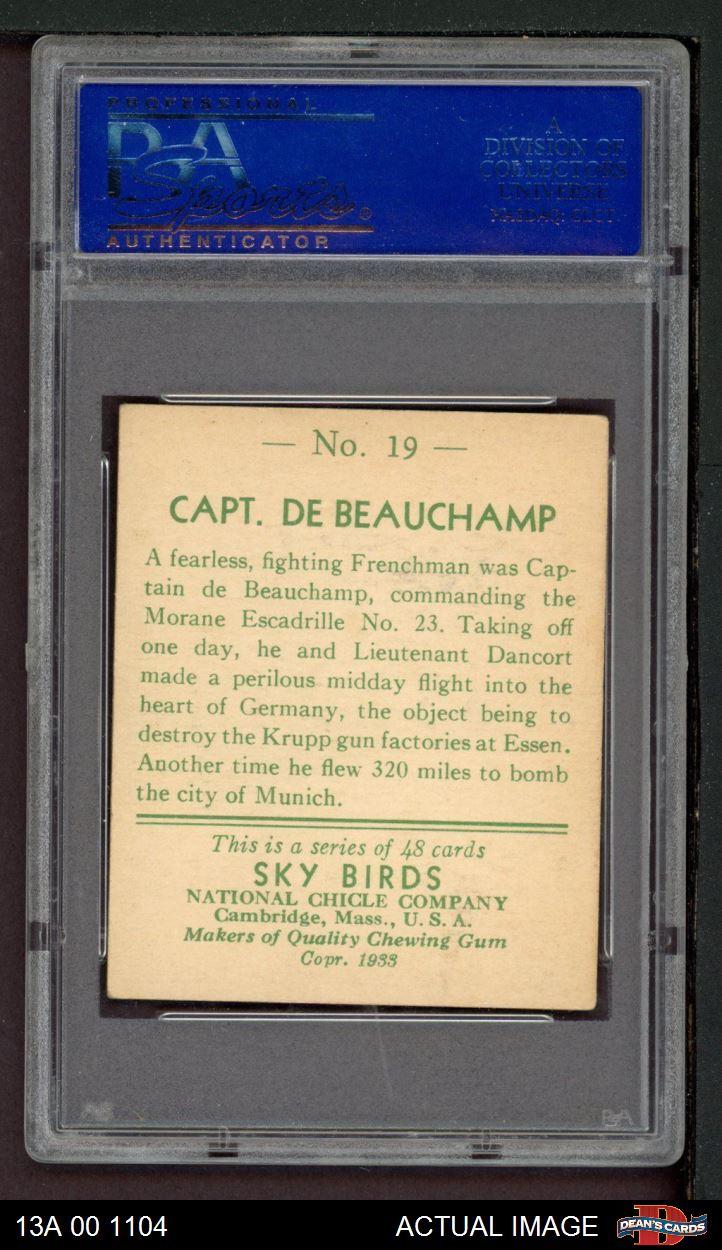 PROFESSIONAL
PSA
Sports®
AUTHENTICATOR
A
DIVISION OF
COLLECTORS
UNIVERSE
NASDAQ: CLCT
— No. 19 —
CAPT. DE BEAUCHAMP
A fearless, fighting Frenchman was Cap-
tain de Beauchamp, commanding the
Morane Escadrille No. 23. Taking off
one day, he and Lieutenant Dancort
made a perilous midday flight into the
heart of Germany, the object being to
destroy the Krupp gun factories at Essen.
Another time he flew 320 miles to bomb
the city of Munich.
This is a series of 48 cards
SKY BIRDS
NATIONAL CHICLE COMPANY
Cambridge, Mass., U. S. A.
Makers of Quality Chewing Gum
Copr. 1933
PSA
13A 00 1104
ACTUAL IMAGE
D
DEAN'S CARDS